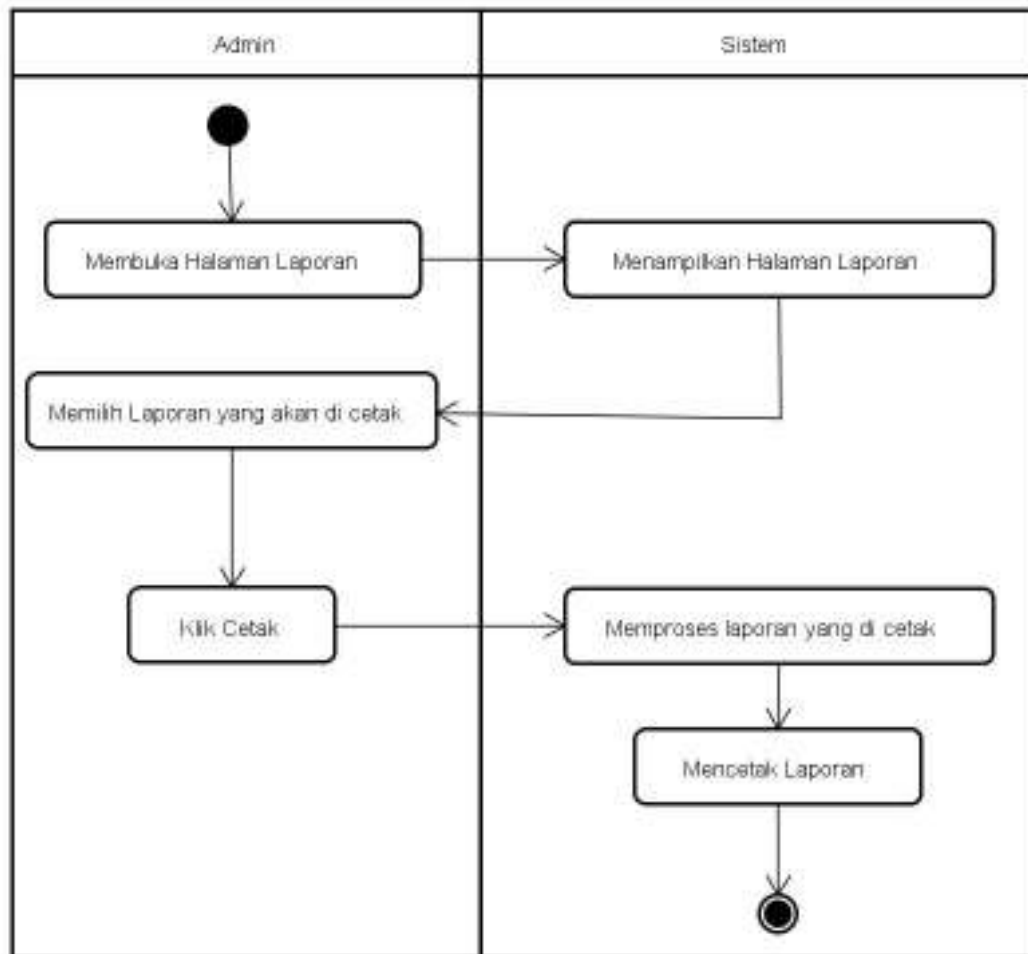 Admin
Sistem
Membuka Halaman Laporan
Menampilkan Halaman Laporan
Memilih Laporan yang akan di cetak
Klik Cetak
Memproses laporan yang di cetak
Mencetak Laporan